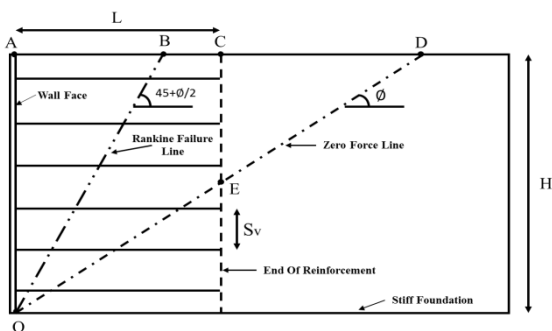 L
A
B
C
D
Wall Face
45+Ø/2
Ø
Rankine Failure
Line
Zero Force Line
H
E
Sv
End Of Reinforcement
Stiff Foundation
O